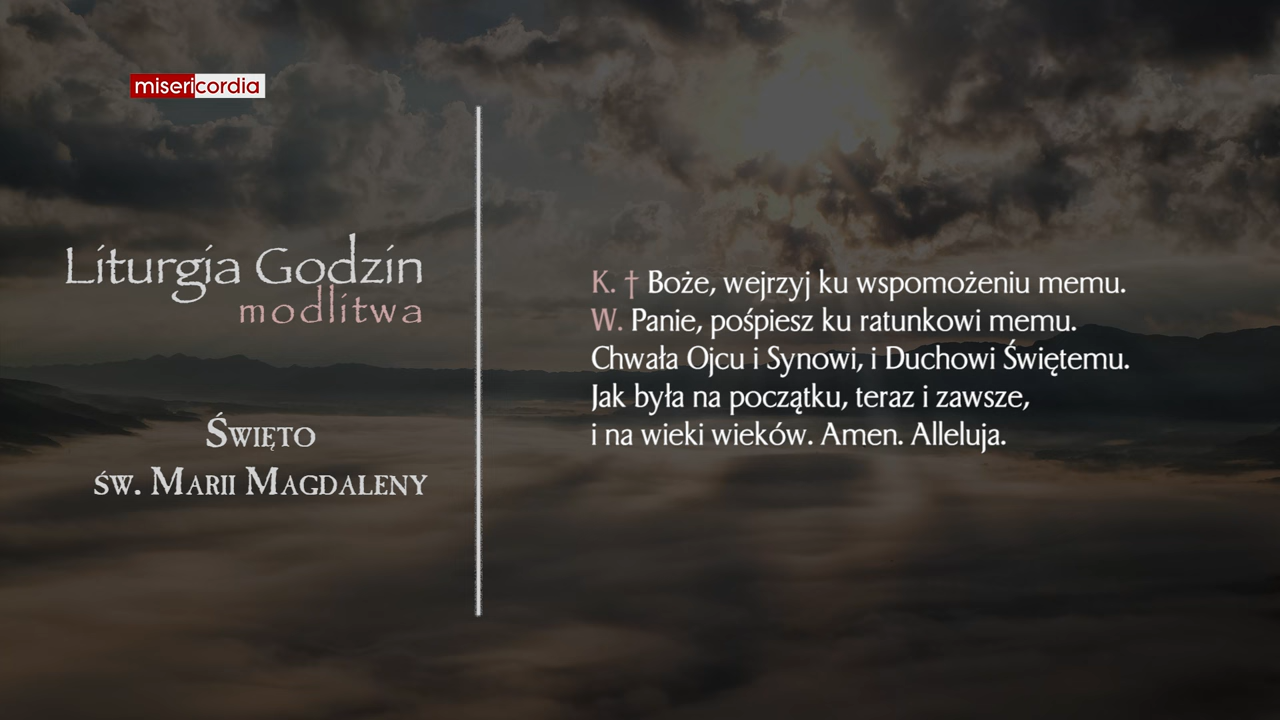 misericordia
Liturgia Godzin
modlitwa
Święto
św. Marii Magdaleny
K. † Boże, wejrzyj ku wspomożeniu memu.
W. Panie, pośpiesz ku ratunkowi memu.
Chwała Ojcu i Synowi, i Duchowi Świętemu.
Jak była na początku, teraz i zawsze,
i na wieki wieków. Amen. Alleluja.